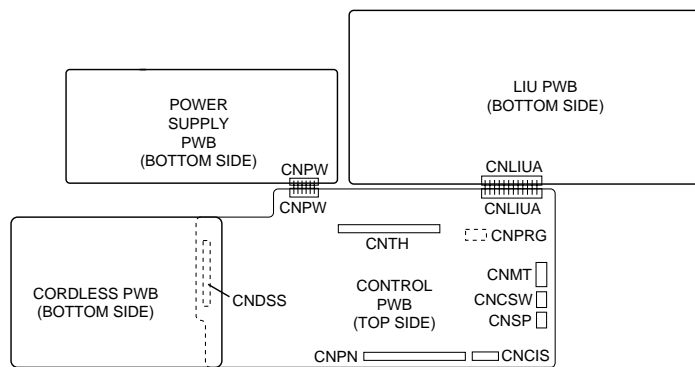 LIU PWB
(BOTTOM SIDE)
POWER
SUPPLY
PWB
(BOTTOM SIDE)
CNPW
CNPW
CNLIUA
CNLIUA
CNTH
CNPRG
CNMT
CNCSW
CNSP
CORDLESS PWB
(BOTTOM SIDE)
CNDSS
CONTROL
PWB
(TOP SIDE)
CNPN
CNCIS